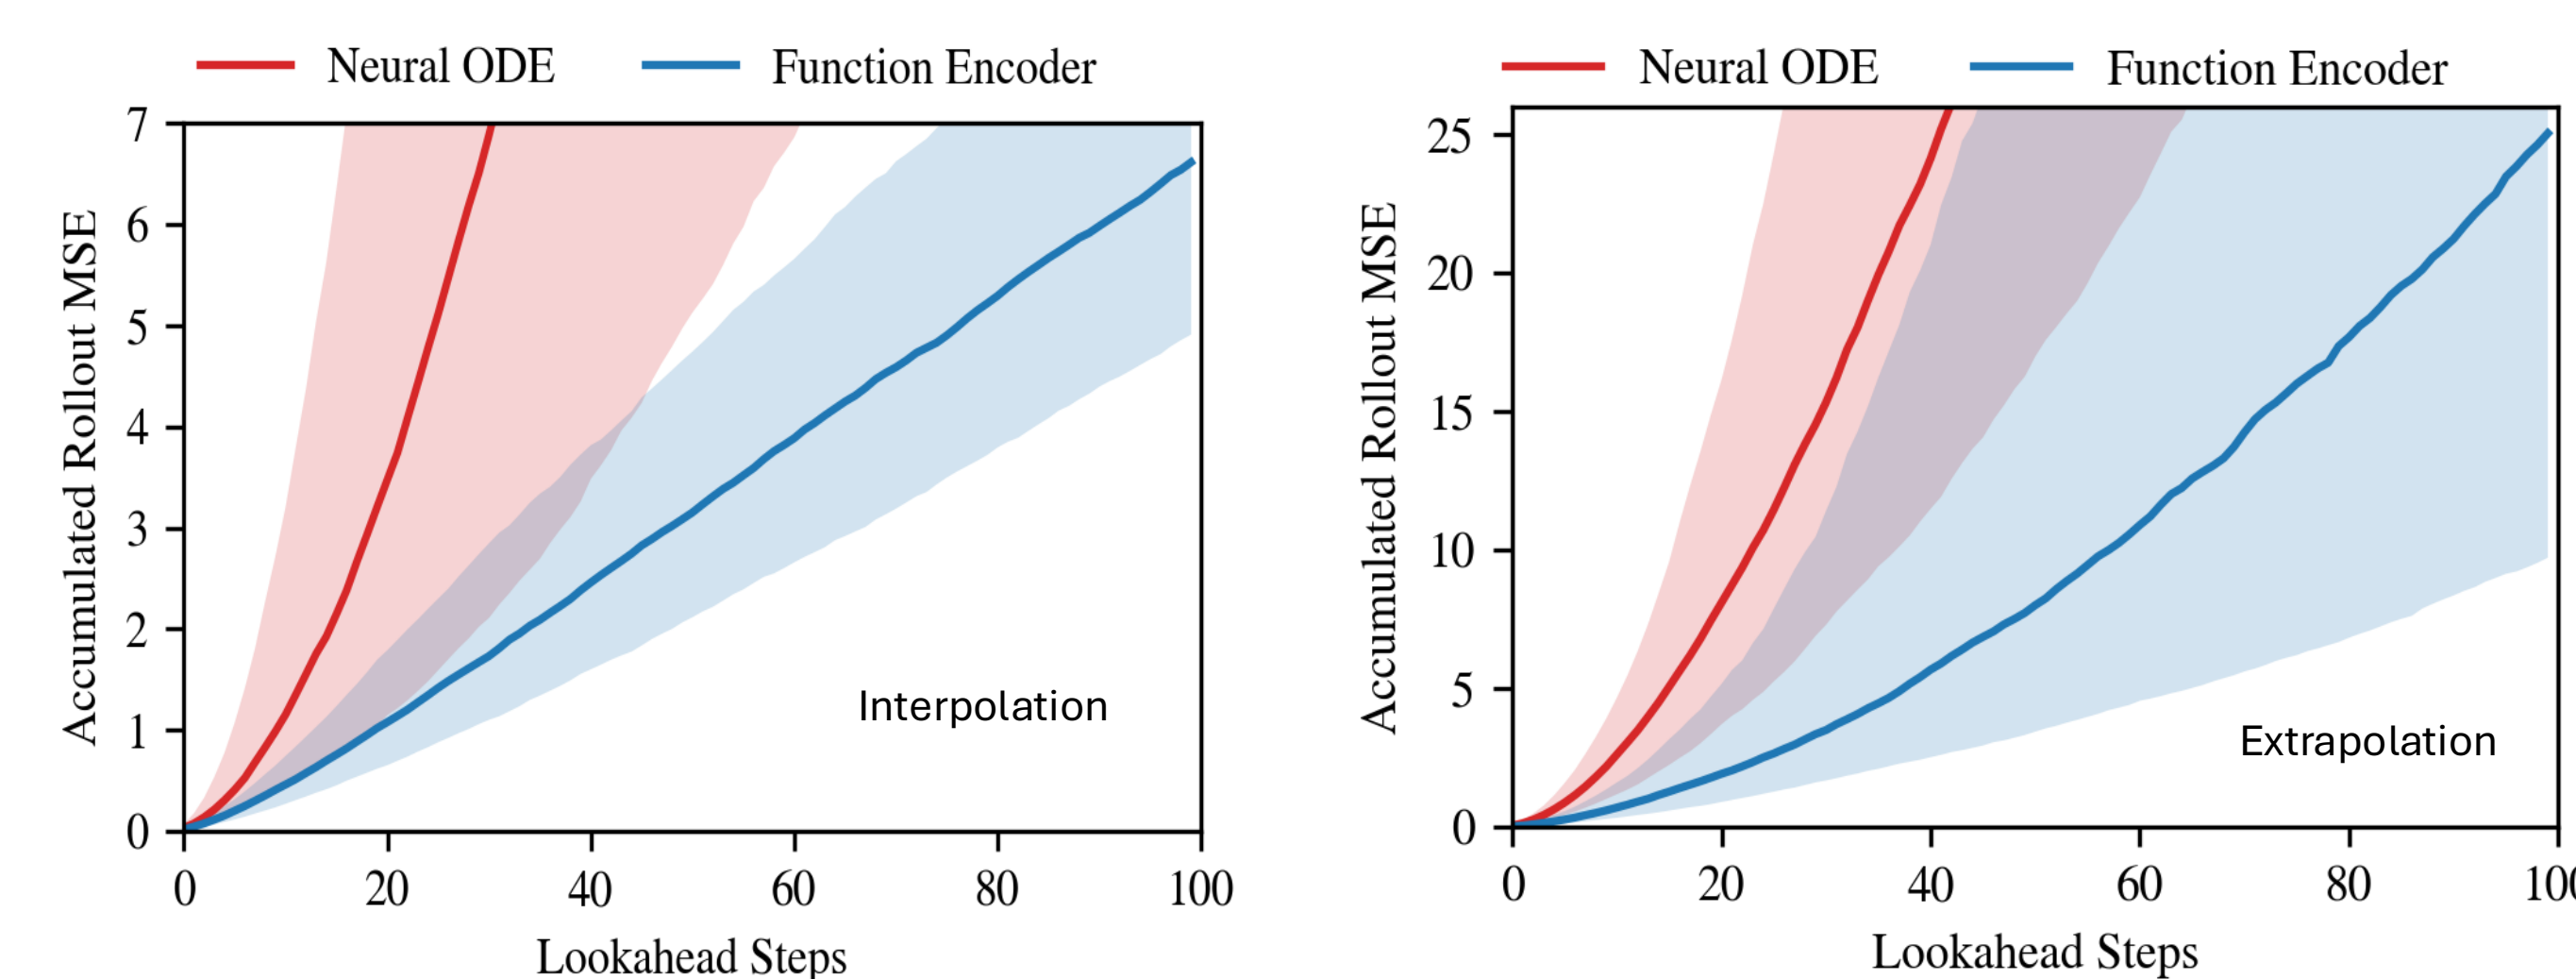 Neural ODE Function Encoder
7
6
5
4
3
2
1
0
Accumulated Rollout MSE
Interpolation
0 20 40 60 80 100
Lookahead Steps
Neural ODE Function Encoder
25
20
15
10
5
0
Accumulated Rollout MSE
Extrapolation
0 20 40 60 80 100
Lookahead Steps